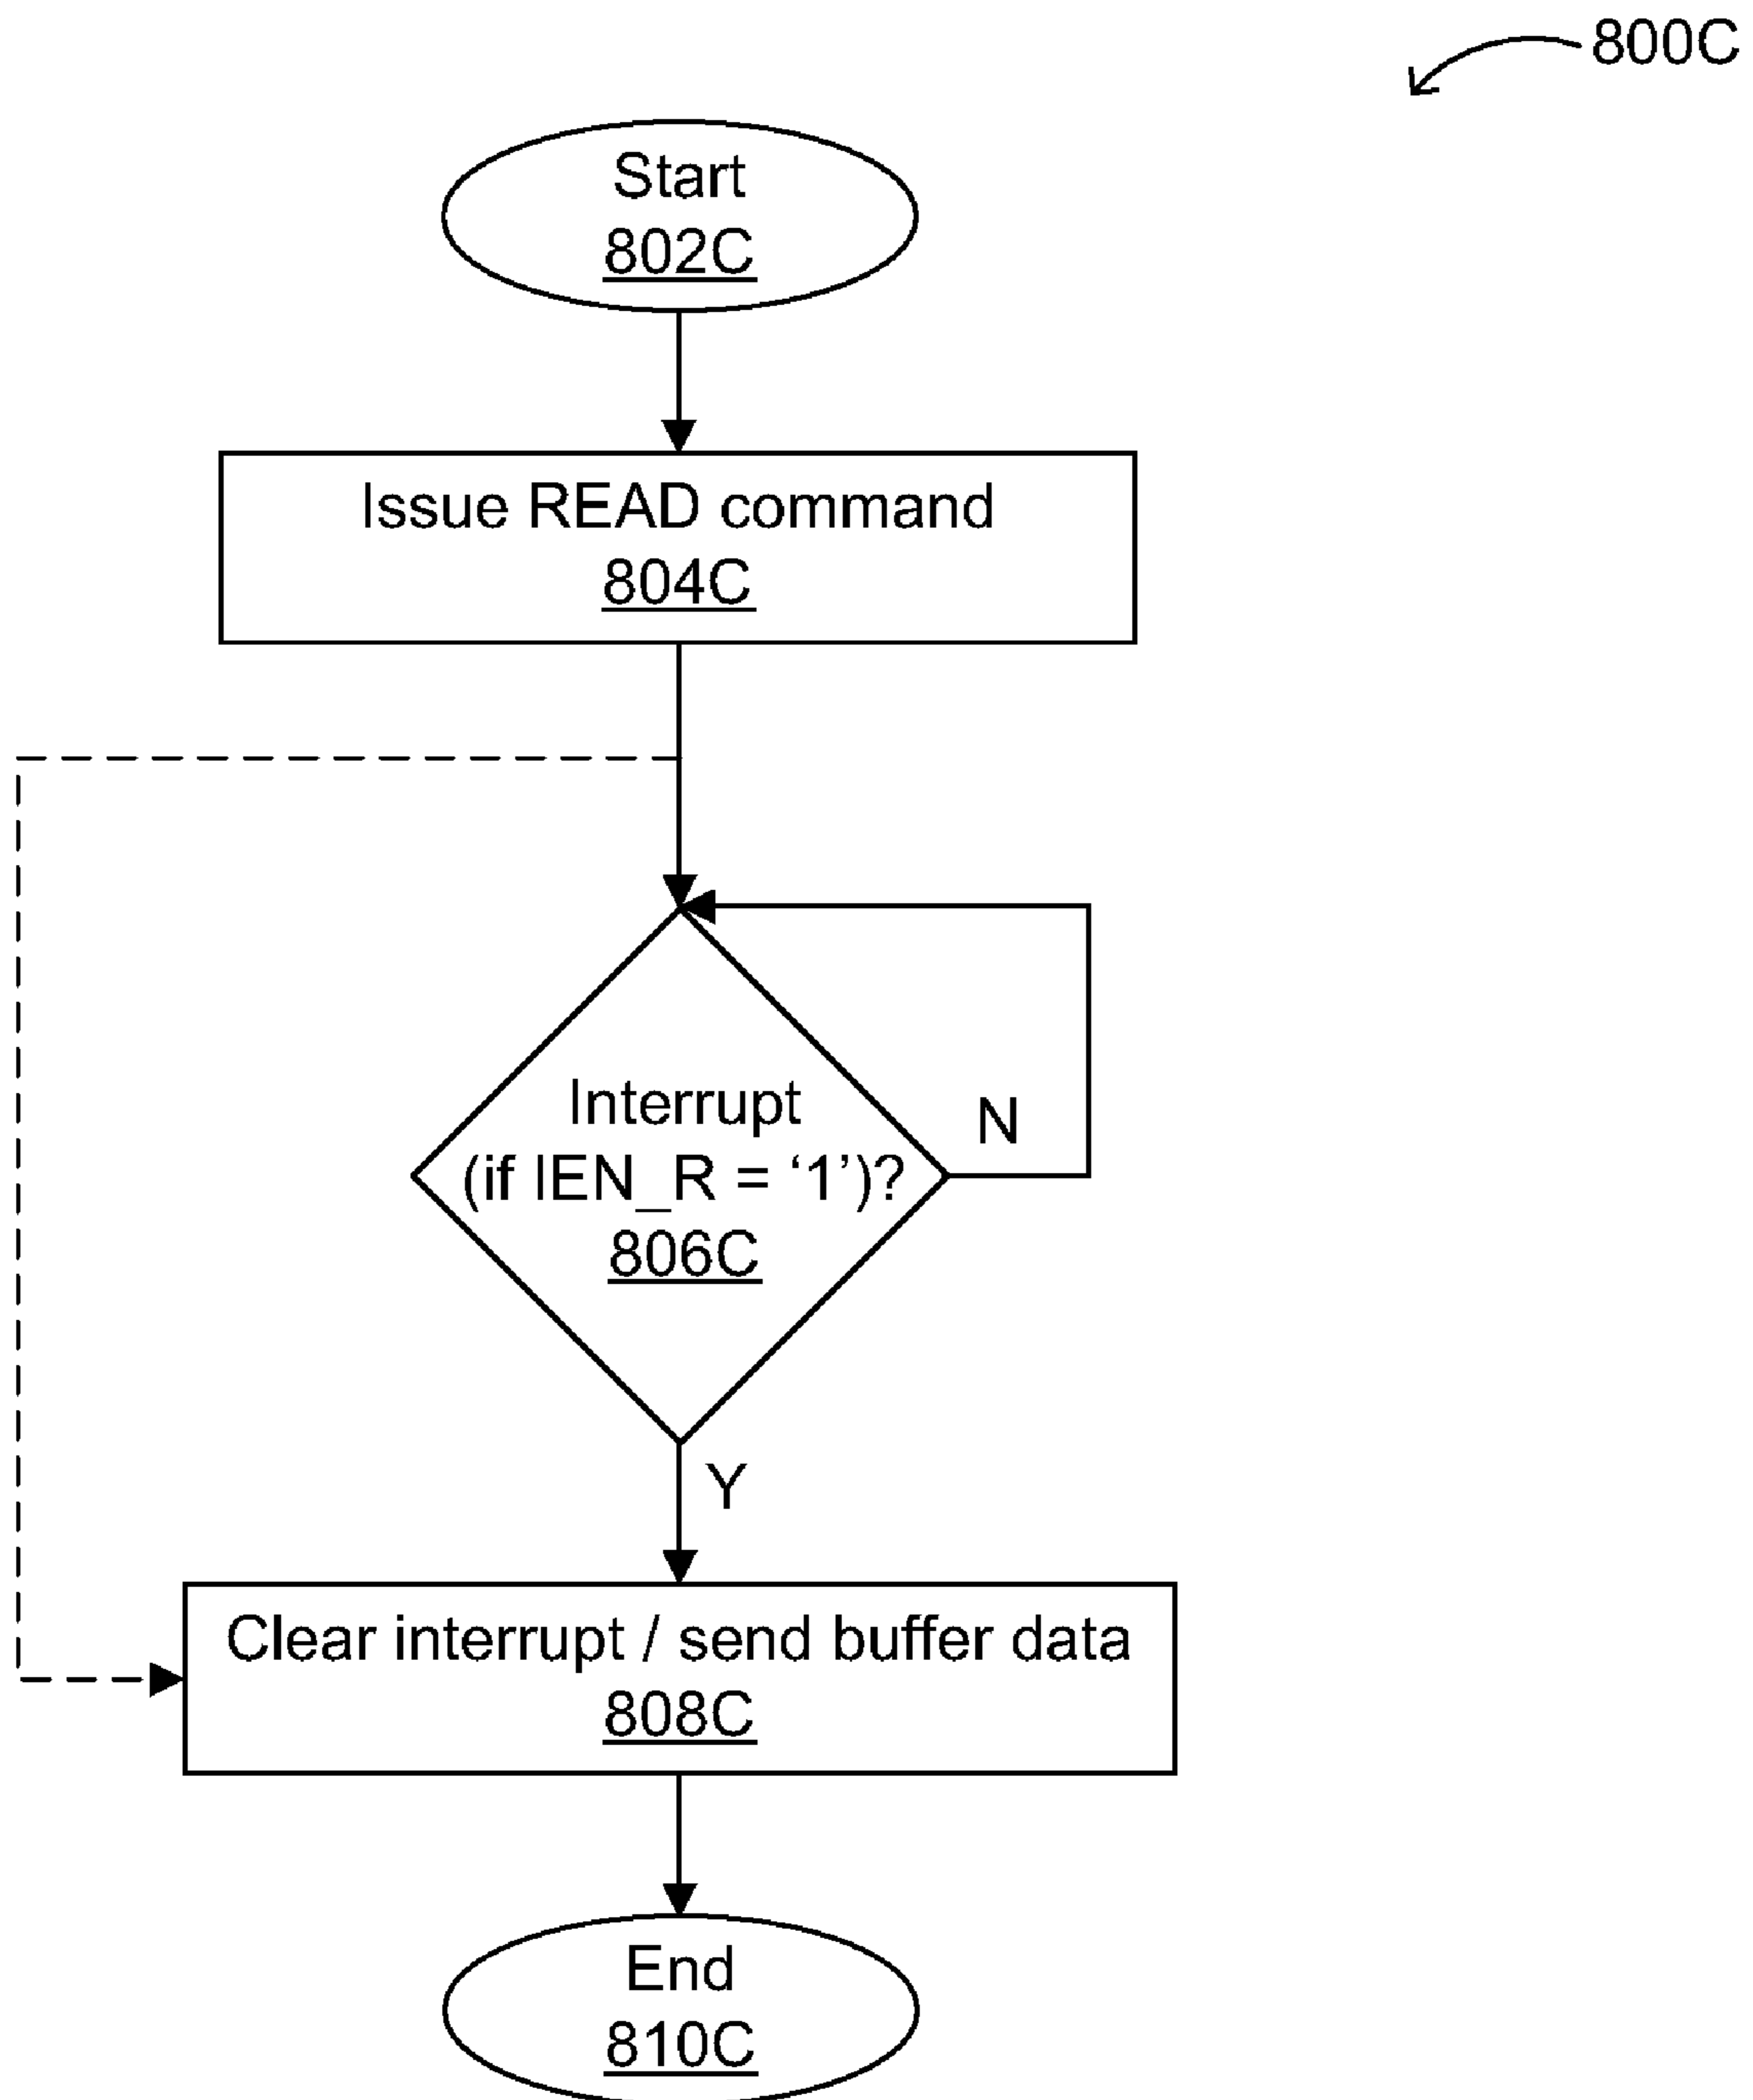 800C
Start
802C
Issue READ command
804C
Interrupt
(if IEN_R = ‘1’)?
806C
N
Y
Clear interrupt / send buffer data
808C
End
810C